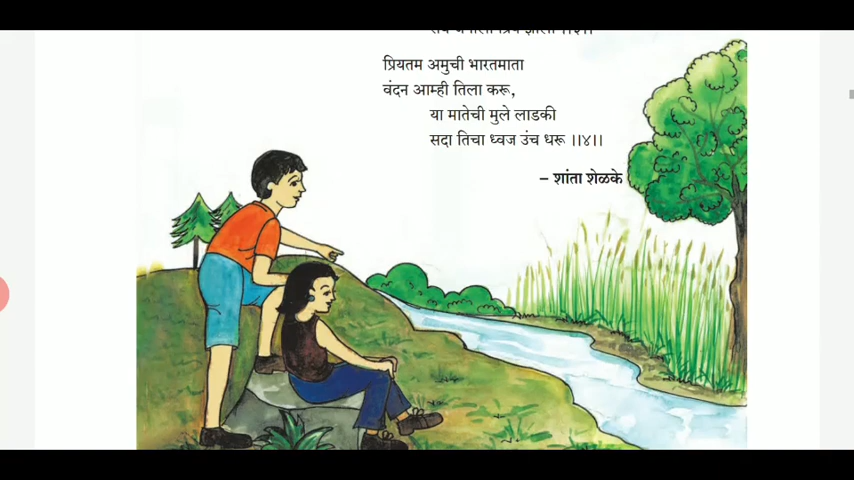 प्रियतम अमुची भारतमाता
वंदन आम्ही तिला करू,
या मातेची मुले लाडकी
सदा तिचा ध्वज उंच धरू ।।४।।
– शांता शेळके